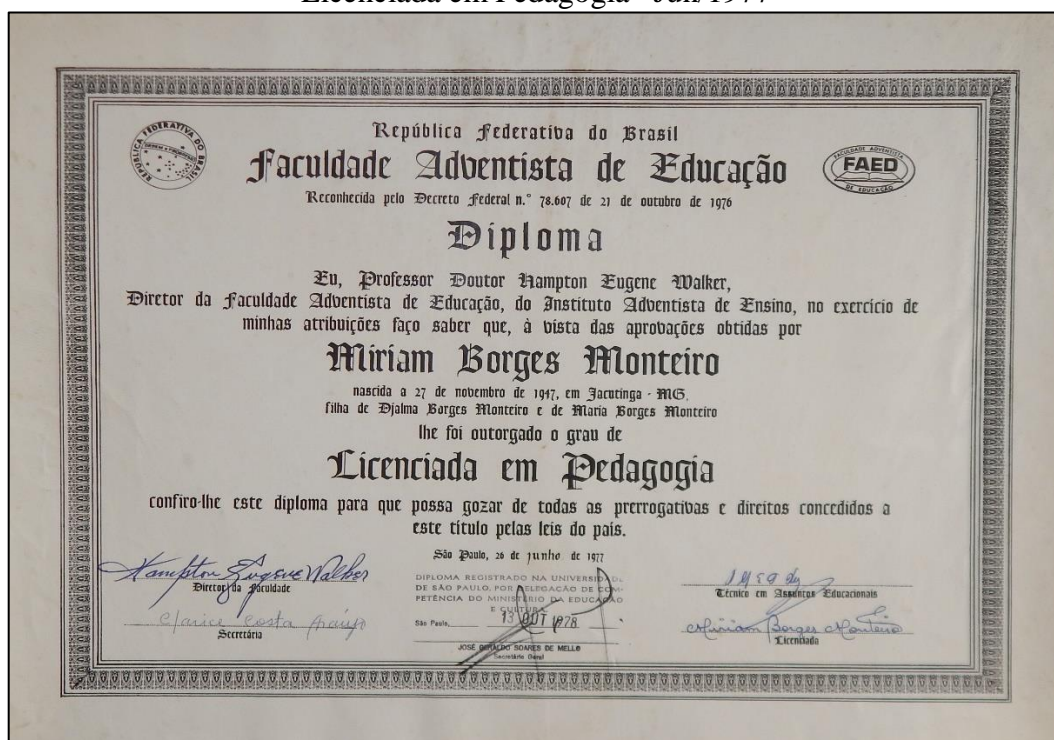 Licenciada em Pedagogia - Jun/1977
REPÚBLICA FEDERATIVA DO BRASIL
República Federativa do Brasil
Faculdade Adventista de Educação
FACULDADE ADVENTISTA
FAED
DE EDUCAÇÃO
Reconhecida pelo Decreto Federal n.° 78.607 de 21 de outubro de 1976
Diploma
Eu, Professor Doutor Hampton Eugene Walker,
Diretor da Faculdade Adventista de Educação, do Instituto Adventista de Ensino, no exercício de
minhas atribuições faço saber que, à vista das aprovações obtidas por
Miriam Borges Monteiro
nascida a 27 de novembro de 1947, em Jacutinga - MG,
filha de Djalma Borges Monteiro e de Maria Borges Monteiro
lhe foi outorgado o grau de
Licenciada em Pedagogia
confiro-lhe este diploma para que possa gozar de todas as prerrogativas e direitos concedidos a
este título pelas leis do país.
São Paulo, 26 de junho de 1977
Hampton Eugene Walker
Diretor da Faculdade
Clarice Costa Araújo
Secretária
DIPLOMA REGISTRADO NA UNIVERSIDADE
DE SÃO PAULO, POR DELEGAÇÃO DE COM-
PETÊNCIA DO MINISTÉRIO DA EDUCAÇÃO
E CULTURA
São Paulo, 13 OUT 1978
JOSÉ GERALDO SOARES DE MELLO
Secretário Geral
Técnico em Assuntos Educacionais
Miriam Borges Monteiro
Licenciada